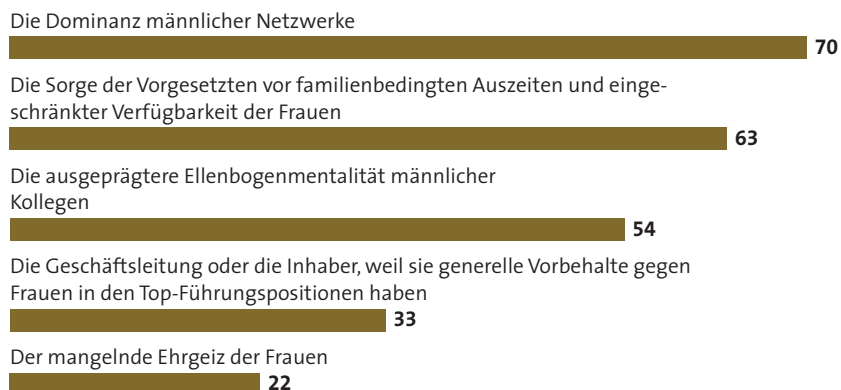 Die Dominanz männlicher Netzwerke
70
Die Sorge der Vorgesetzten vor familienbedingten Auszeiten und einge-
schränkter Verfügbarkeit der Frauen
63
Die ausgeprägtere Ellenbogenmentalität männlicher
Kollegen
54
Die Geschäftsleitung oder die Inhaber, weil sie generelle Vorbehalte gegen
Frauen in den Top-Führungspositionen haben
33
Der mangelnde Ehrgeiz der Frauen
22